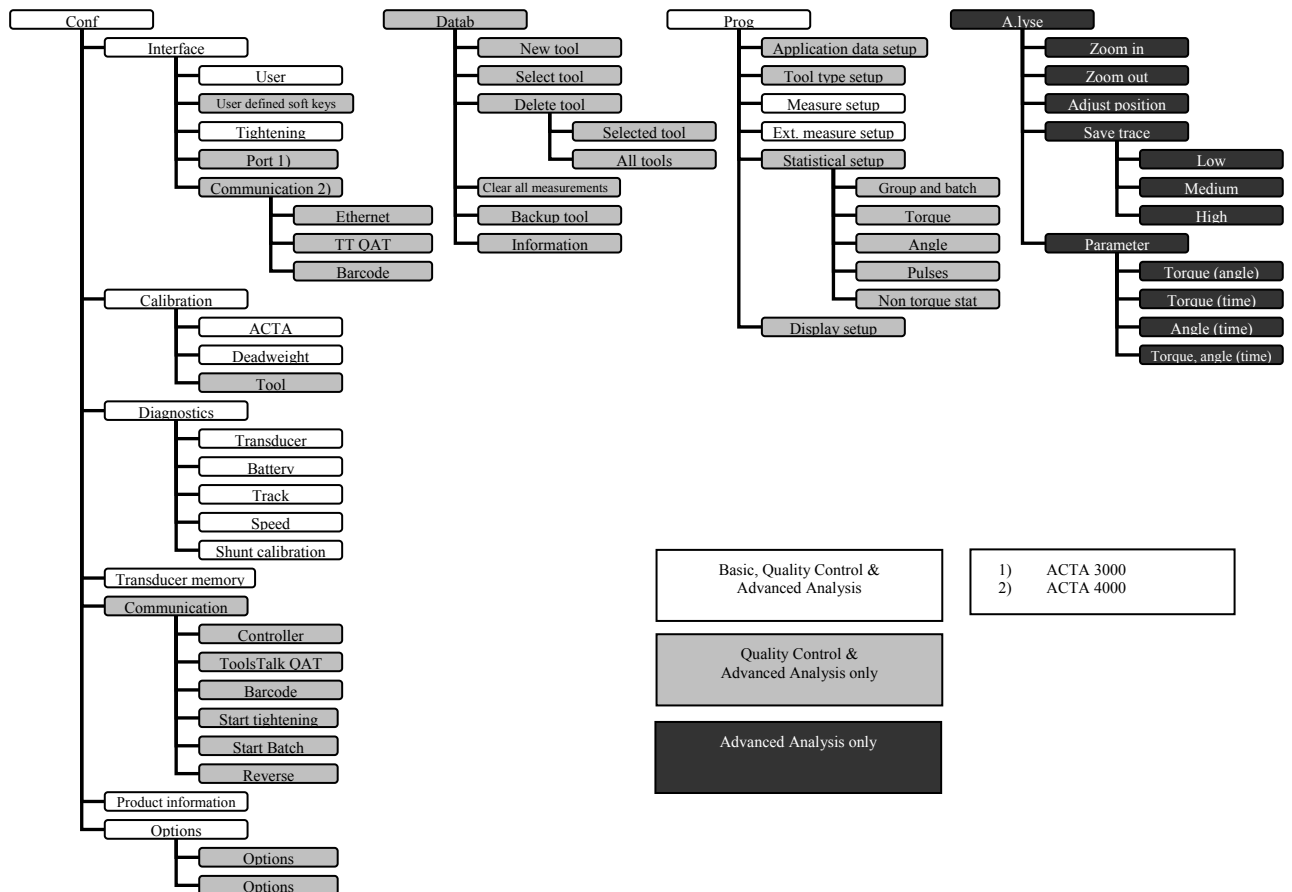 Conf
Interface
User
User defined soft keys
Tightening
Port 1)
Communication 2)
Ethernet
TT QAT
Barcode
Calibration
ACTA
Deadweight
Tool
Diagnostics
Transducer
Battery
Track
Speed
Shunt calibration
Transducer memory
Communication
Controller
ToolsTalk QAT
Barcode
Start tightening
Start Batch
Reverse
Product information
Options
Options
Options
Datab
New tool
Select tool
Delete tool
Selected tool
All tools
Clear all measurements
Backup tool
Information
Prog
Application data setup
Tool type setup
Measure setup
Ext. measure setup
Statistical setup
Group and batch
Torque
Angle
Pulses
Non torque stat
Display setup
A.lyse
Zoom in
Zoom out
Adjust position
Save trace
Low
Medium
High
Parameter
Torque (angle)
Torque (time)
Angle (time)
Torque, angle (time)
Basic, Quality Control &
Advanced Analysis
Quality Control &
Advanced Analysis only
Advanced Analysis only
1) ACTA 3000
2) ACTA 4000